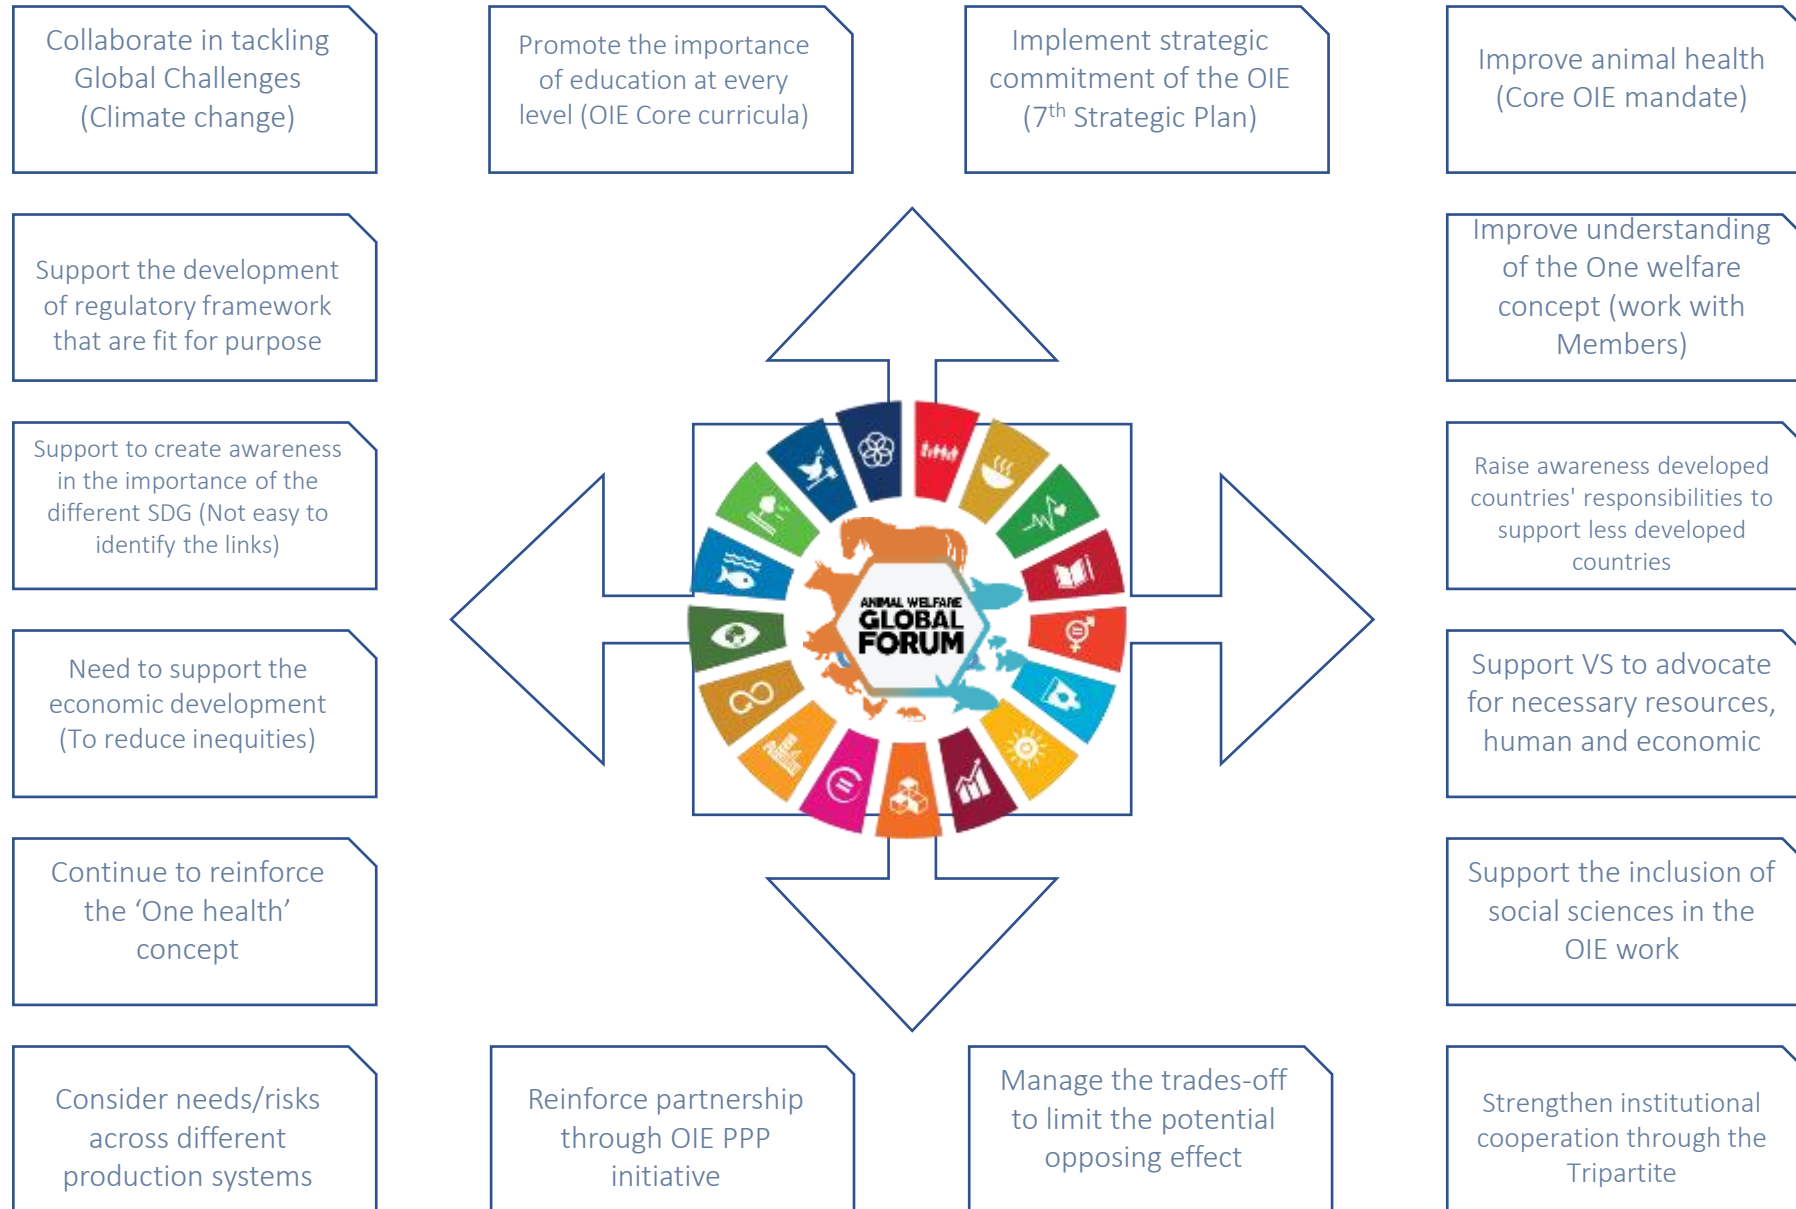 Collaborate in tackling
Global Challenges
(Climate change)
Promote the importance
of education at every
level (OIE Core curricula)
Implement strategic
commitment of the OIE
(7th Strategic Plan)
Improve animal health
(Core OIE mandate)
Support the development
of regulatory framework
that are fit for purpose
Improve understanding
of the One welfare
concept (work with
Members)
Support to create awareness
in the importance of the
different SDG (Not easy to
identify the links)
Raise awareness developed
countries' responsibilities to
support less developed
countries
ANIMAL WELFARE
GLOBAL
FORUM
Need to support the
economic development
(To reduce inequities)
Support VS to advocate
for necessary resources,
human and economic
Continue to reinforce
the ‘One health’
concept
Support the inclusion of
social sciences in the
OIE work
Consider needs/risks
across different
production systems
Reinforce partnership
through OIE PPP
initiative
Manage the trades-off
to limit the potential
opposing effect
Strengthen institutional
cooperation through the
Tripartite